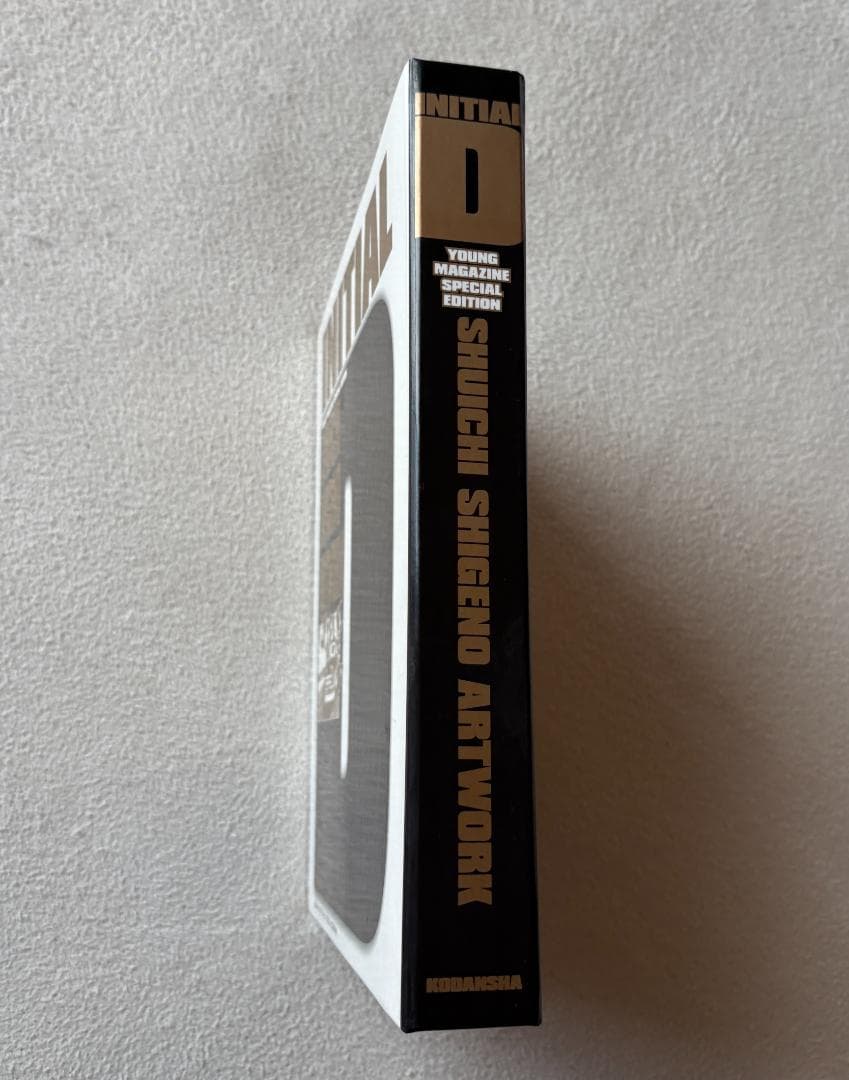 INITIAL
D
YOUNG
MAGAZINE
SPECIAL
EDITION
SHUICHI SHIGENO ARTWORK
KODANSHA
INITIAL